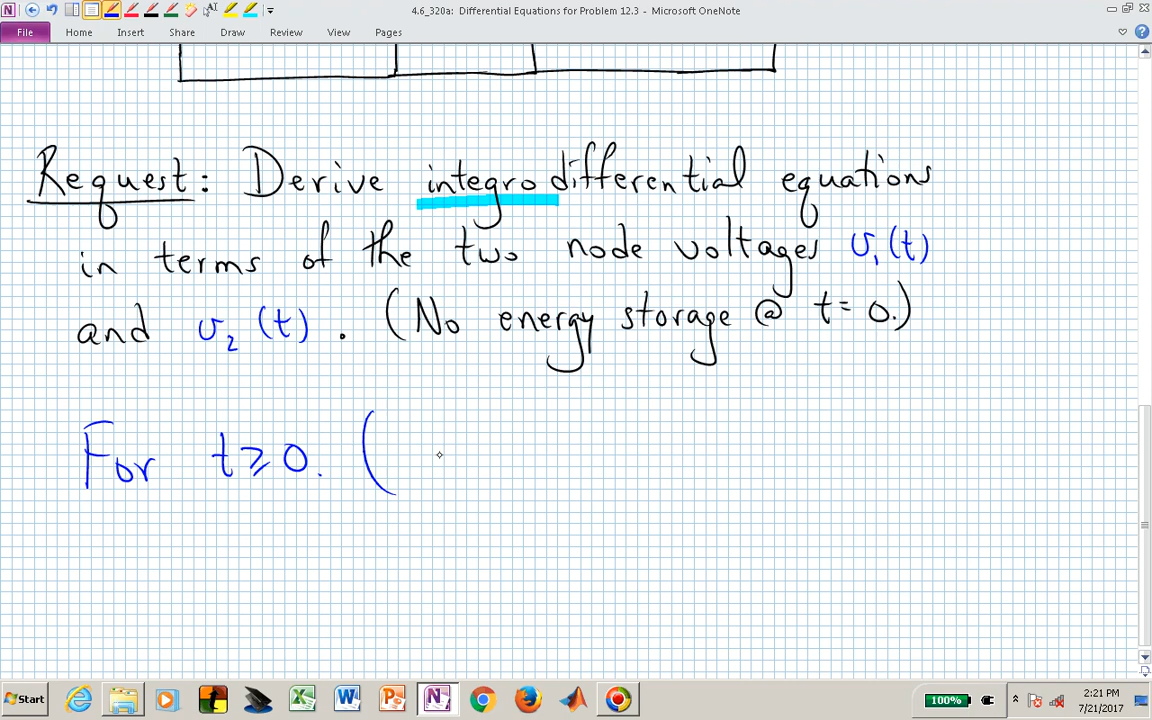 4.6_320a: Differential Equations for Problem 12.3 - Microsoft OneNote
File Home Insert Share Draw Review View Pages
Request: Derive integrodifferential equations
in terms of the two node voltages v₁(t)
and v₂(t). (No energy storage @ t=0.)
For t≥0. (
Start
100%
2:21 PM
7/21/2017